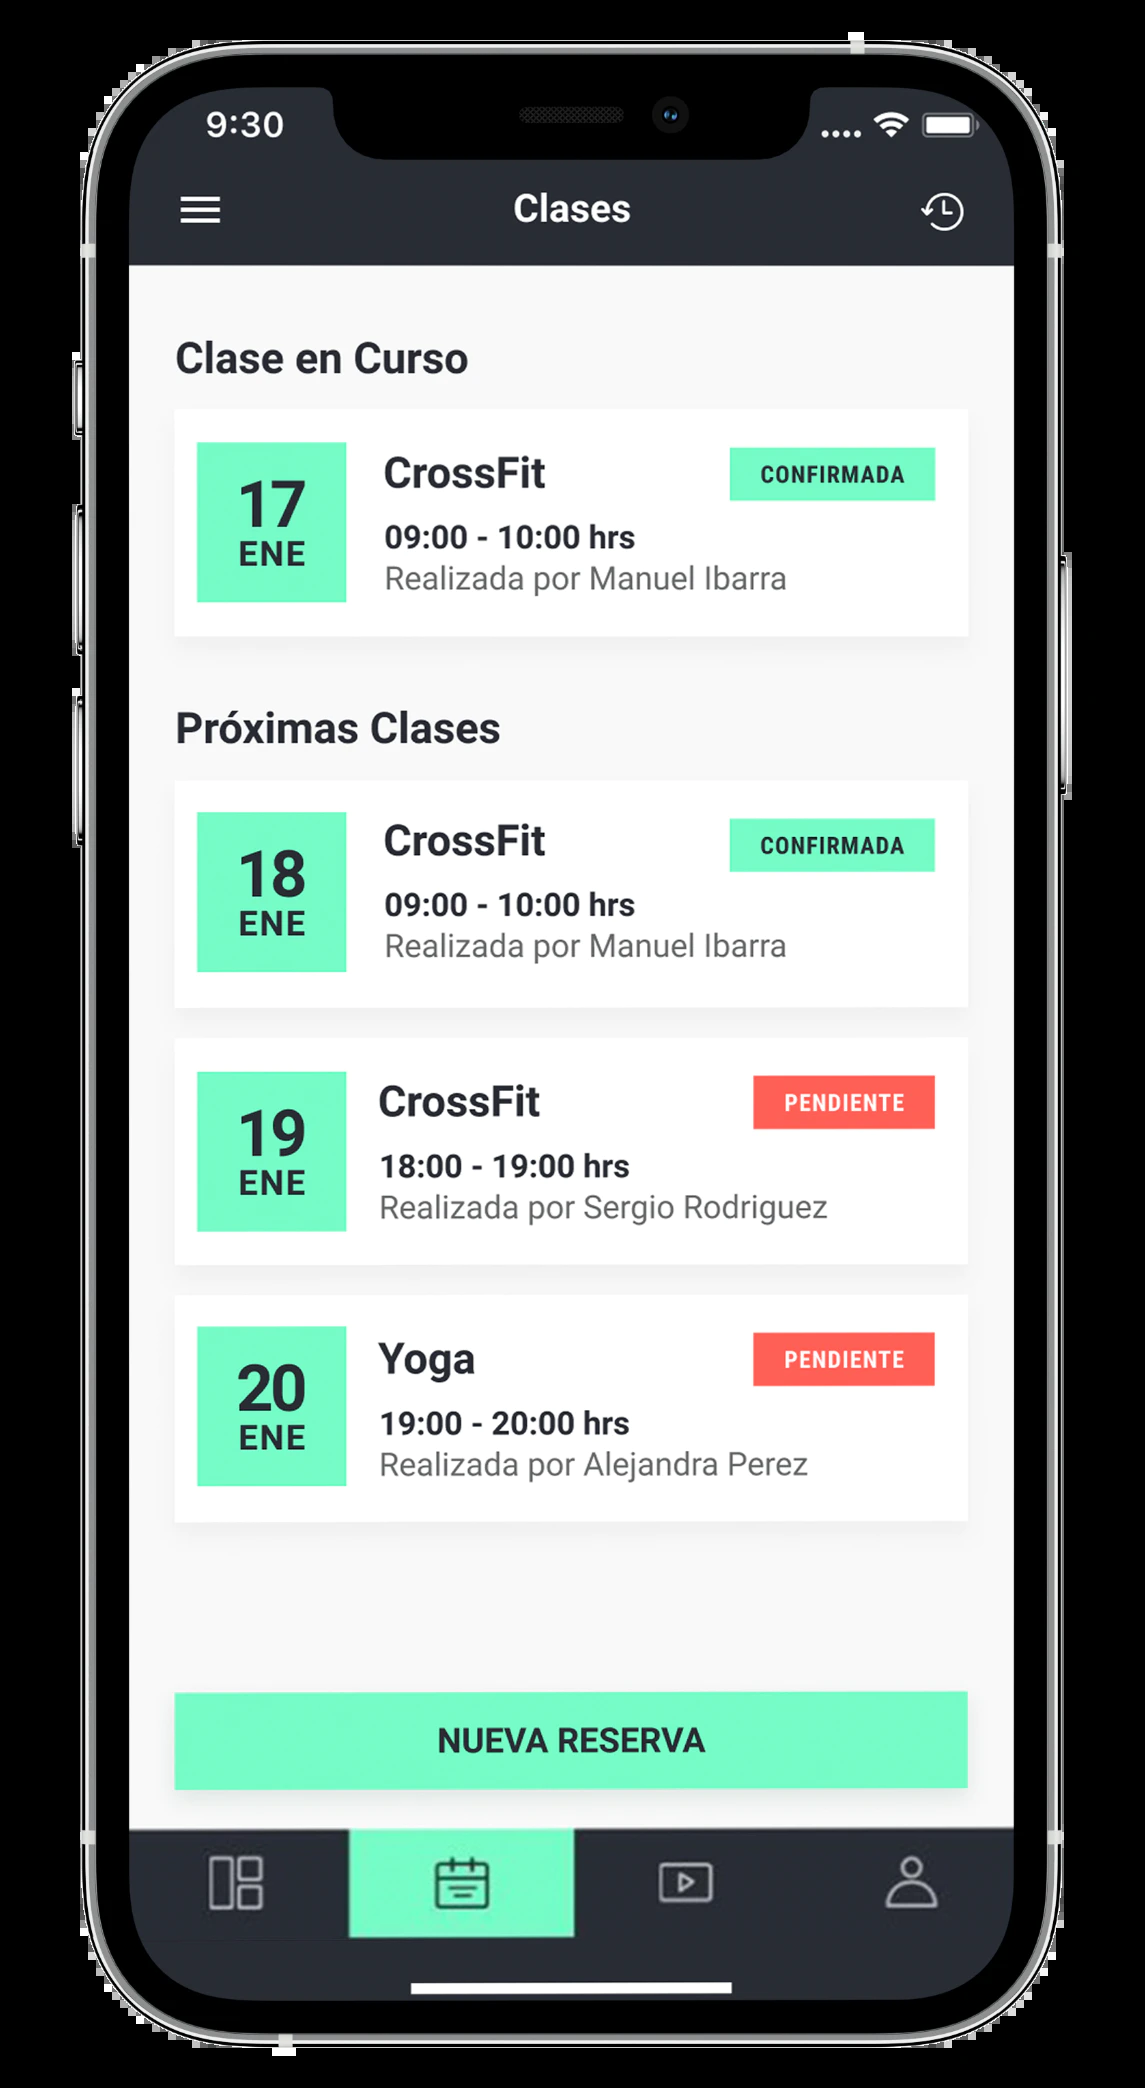 9:30
Clases
Clase en Curso
17
ENE
CrossFit
CONFIRMADA
09:00 - 10:00 hrs
Realizada por Manuel Ibarra
Próximas Clases
18
ENE
CrossFit
CONFIRMADA
09:00 - 10:00 hrs
Realizada por Manuel Ibarra
19
ENE
CrossFit
PENDIENTE
18:00 - 19:00 hrs
Realizada por Sergio Rodriguez
20
ENE
Yoga
PENDIENTE
19:00 - 20:00 hrs
Realizada por Alejandra Perez
NUEVA RESERVA